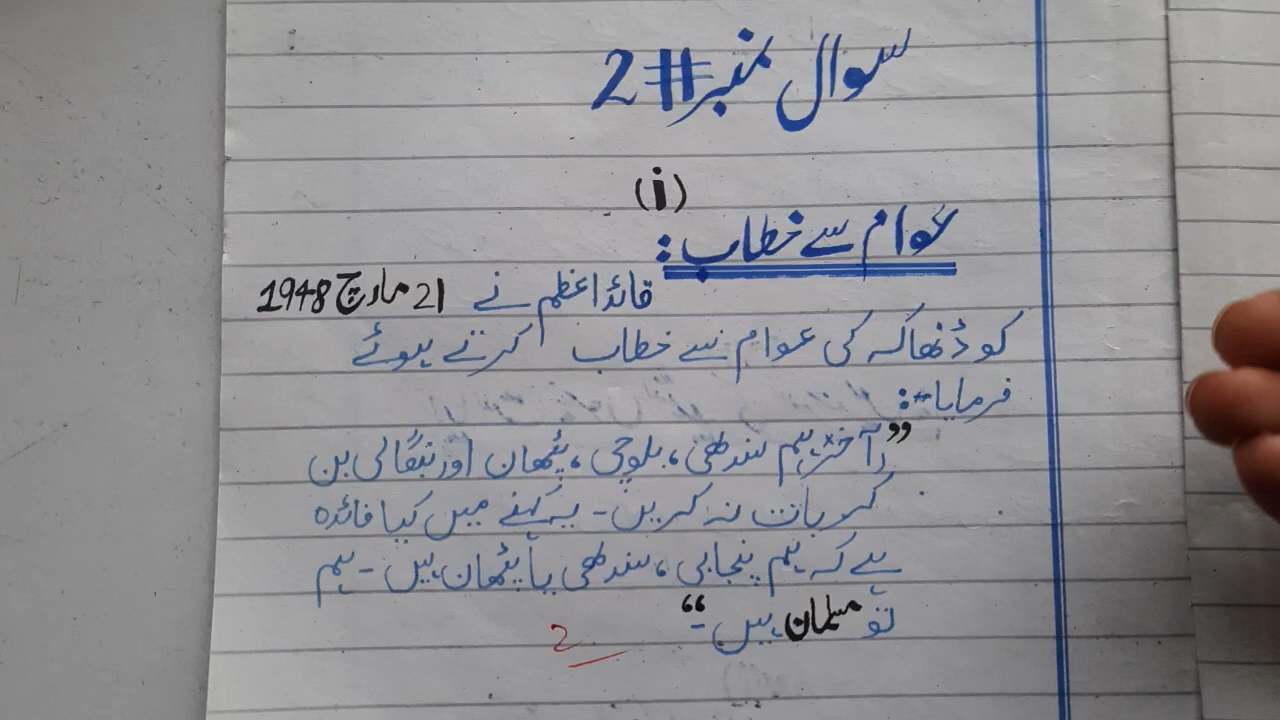 سوال نمبر #2
(i)
عوام سے خطاب:
قائداعظم نے 21 مارچ 1948
کو ڈھاکہ کی عوام سے خطاب کرتے ہوئے
فرمایا:
”آخر ہم سندھی، بلوچی، پٹھان اور بنگالی بن
کر بات نہ کریں۔ یہ کہنے میں کیا فائدہ
ہے کہ ہم پنجابی، سندھی یا پٹھان ہیں۔ ہم
تو مسلمان ہیں۔“
2